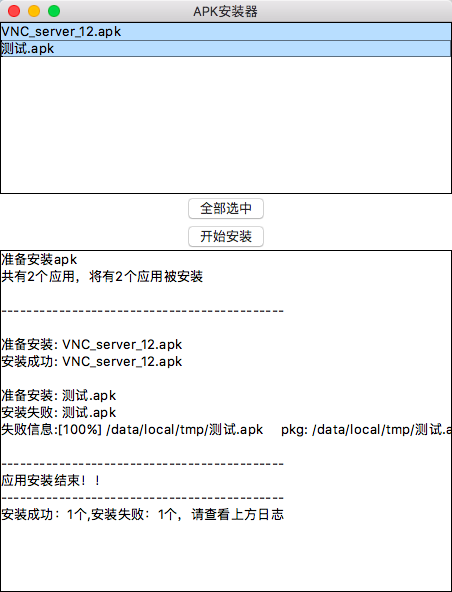 APK安装器
VNC_server_12.apk
测试.apk
全部选中
开始安装
准备安装apk
共有2个应用，将有2个应用被安装
--------------------------------------------
准备安装: VNC_server_12.apk
安装成功: VNC_server_12.apk
准备安装: 测试.apk
安装失败: 测试.apk
失败信息:[100%] /data/local/tmp/测试.apk pkg: /data/local/tmp/测试.a
--------------------------------------------
应用安装结束！!
--------------------------------------------
安装成功：1个,安装失败：1个，请查看上方日志